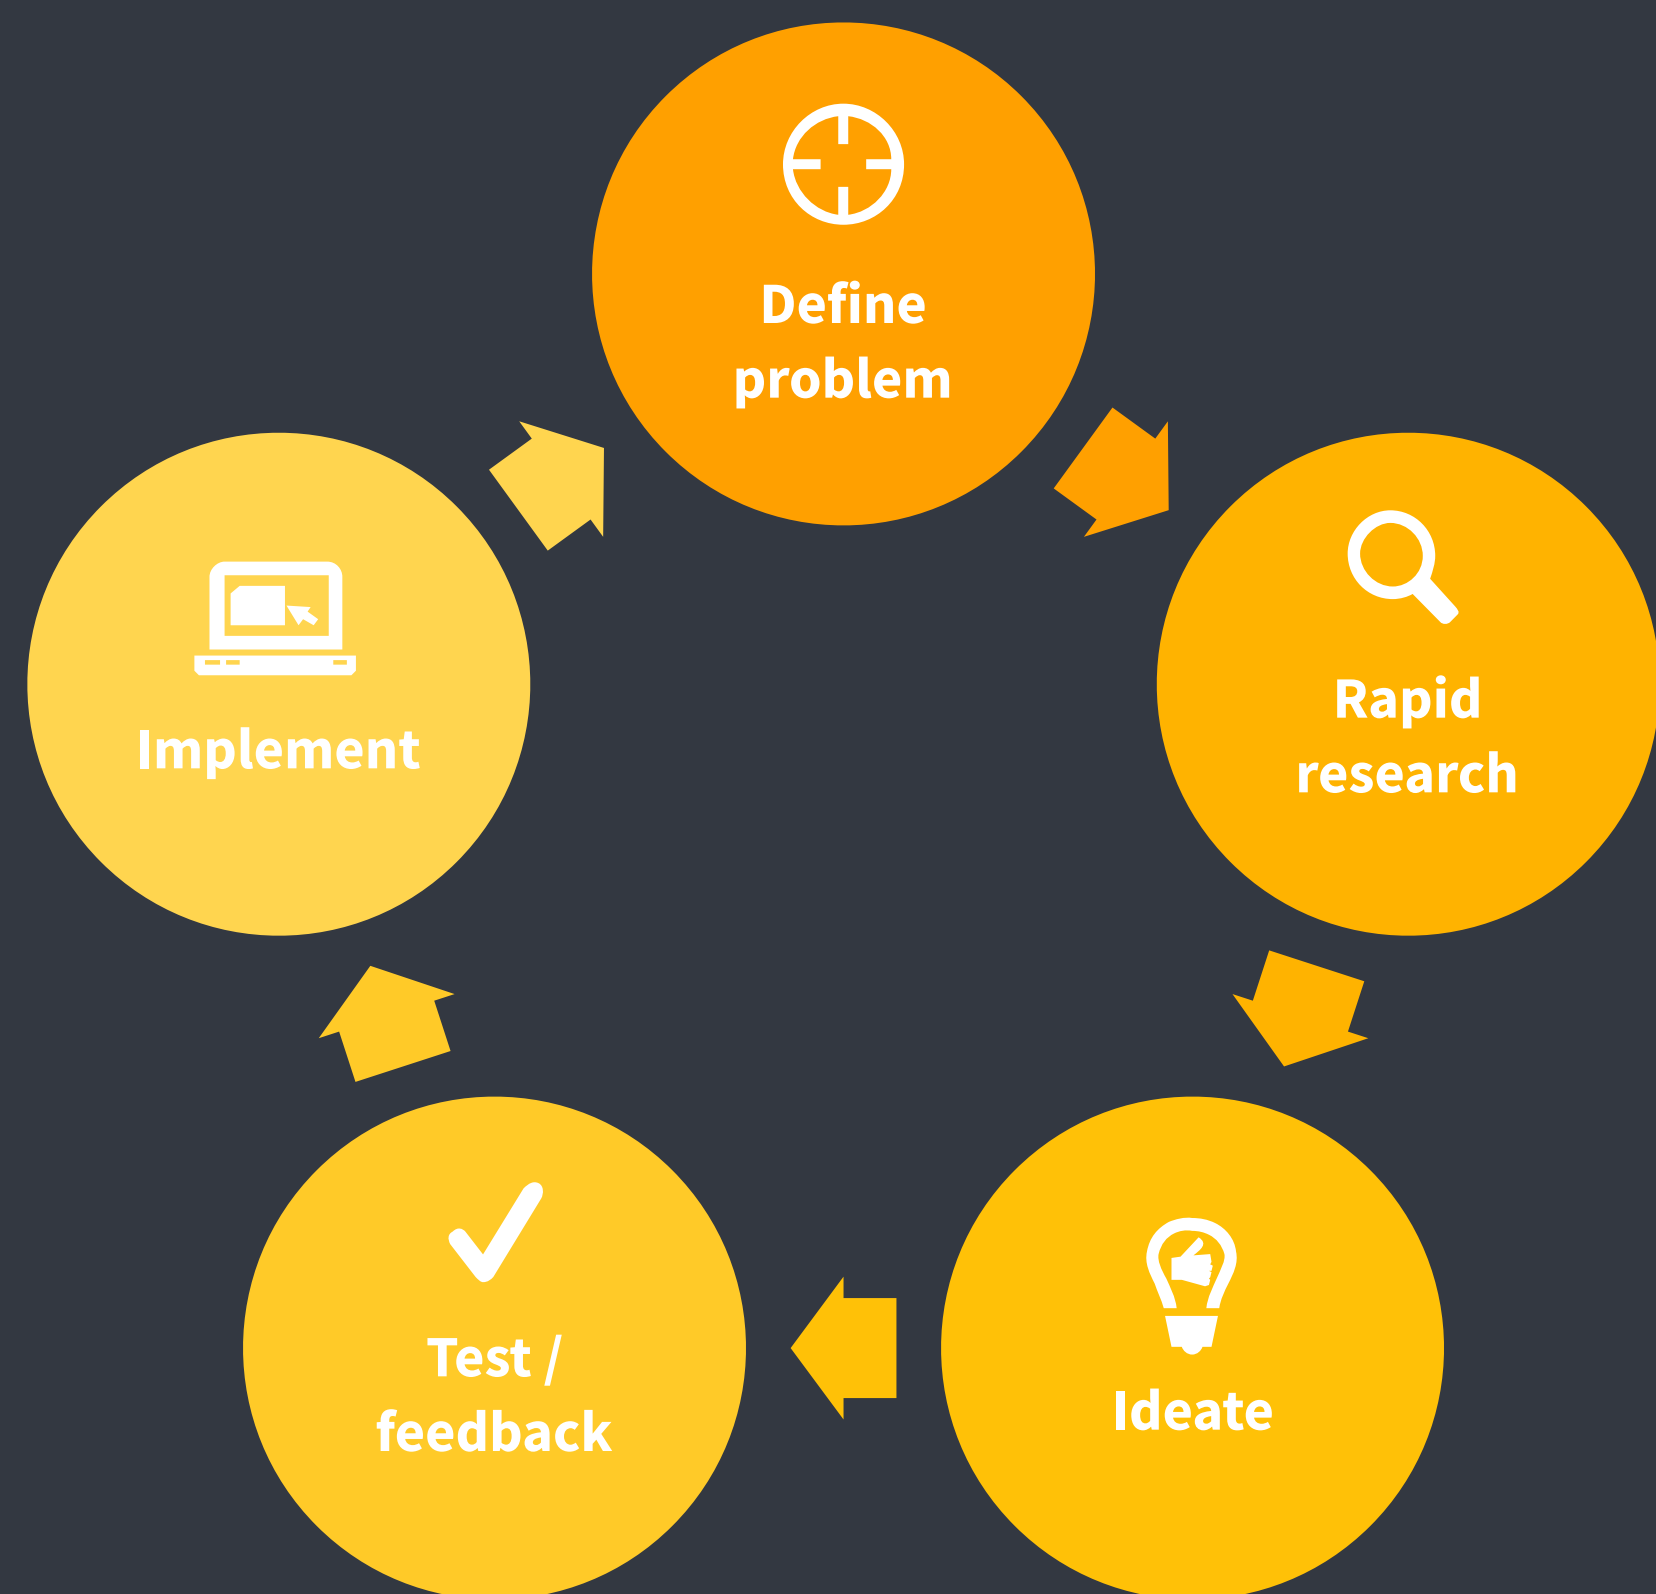 Define
problem
Rapid
research
Ideate
Test /
feedback
Implement